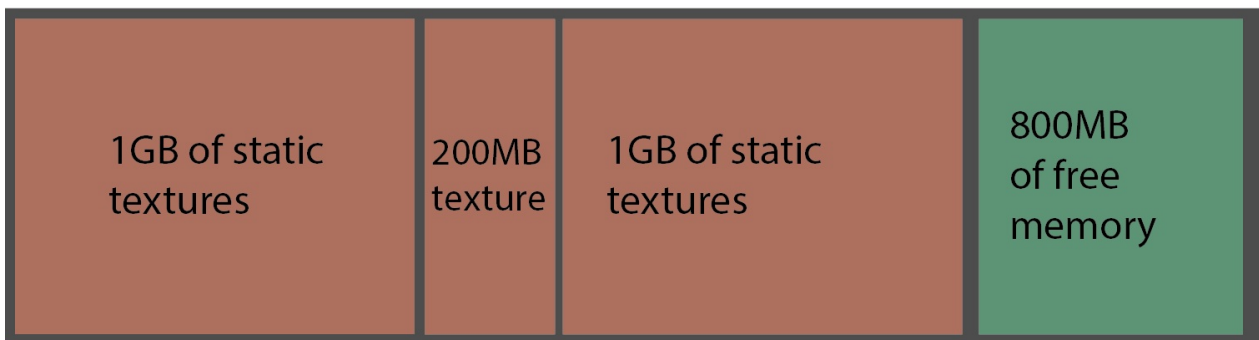 1GB of static
textures
200MB
texture
1GB of static
textures
800MB
of free
memory